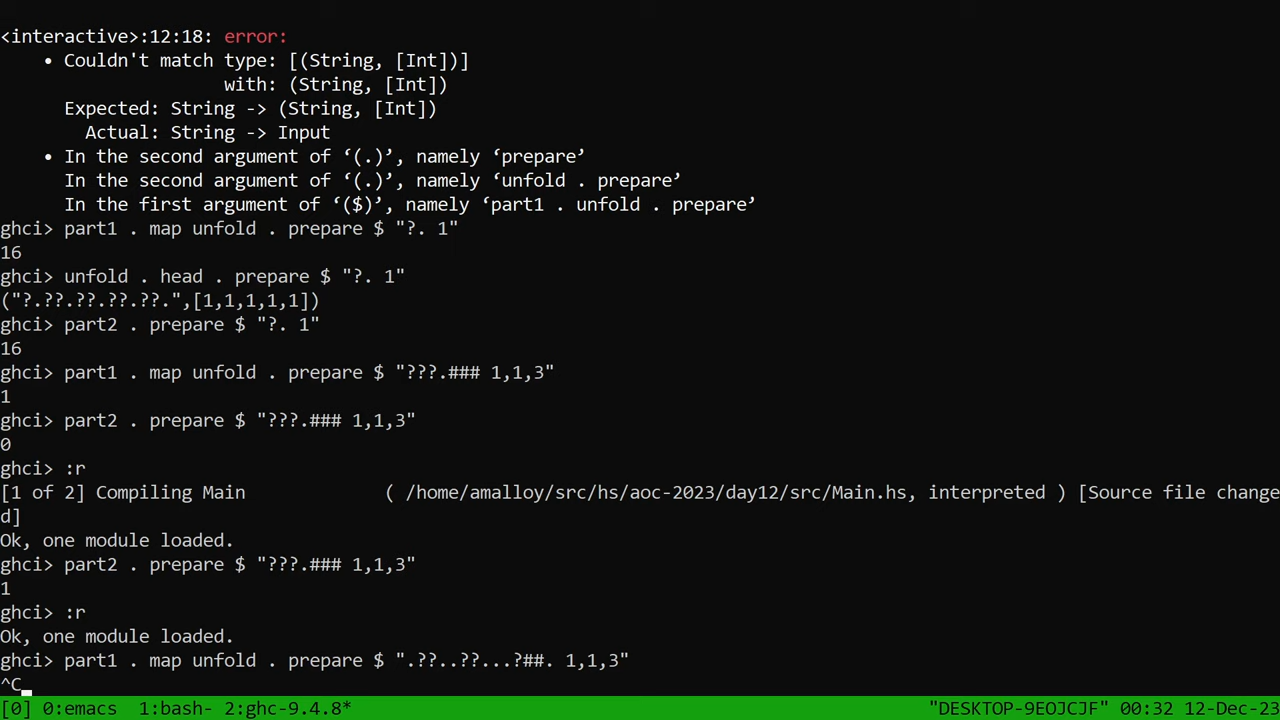 <interactive>:12:18: error:
• Couldn't match type: [(String, [Int])]
with: (String, [Int])
Expected: String -> (String, [Int])
Actual: String -> Input
• In the second argument of ‘(.)’, namely ‘prepare’
In the second argument of ‘(.)’, namely ‘unfold . prepare’
In the first argument of ‘($)’, namely ‘part1 . unfold . prepare’
ghci> part1 . map unfold . prepare $ "?. 1"
16
ghci> unfold . head . prepare $ "?. 1"
("?.??.??.??.??.",[1,1,1,1,1])
ghci> part2 . prepare $ "?. 1"
16
ghci> part1 . map unfold . prepare $ "???.### 1,1,3"
1
ghci> part2 . prepare $ "???.### 1,1,3"
0
ghci> :r
[1 of 2] Compiling Main             ( /home/amalloy/src/hs/aoc-2023/day12/src/Main.hs, interpreted ) [Source file change
d]
Ok, one module loaded.
ghci> part2 . prepare $ "???.### 1,1,3"
1
ghci> :r
Ok, one module loaded.
ghci> part1 . map unfold . prepare $ ".??..??...?##. 1,1,3"
^C
[0] 0:emacs  1:bash- 2:ghc-9.4.8* "DESKTOP-9EOJCJF" 00:32 12-Dec-23